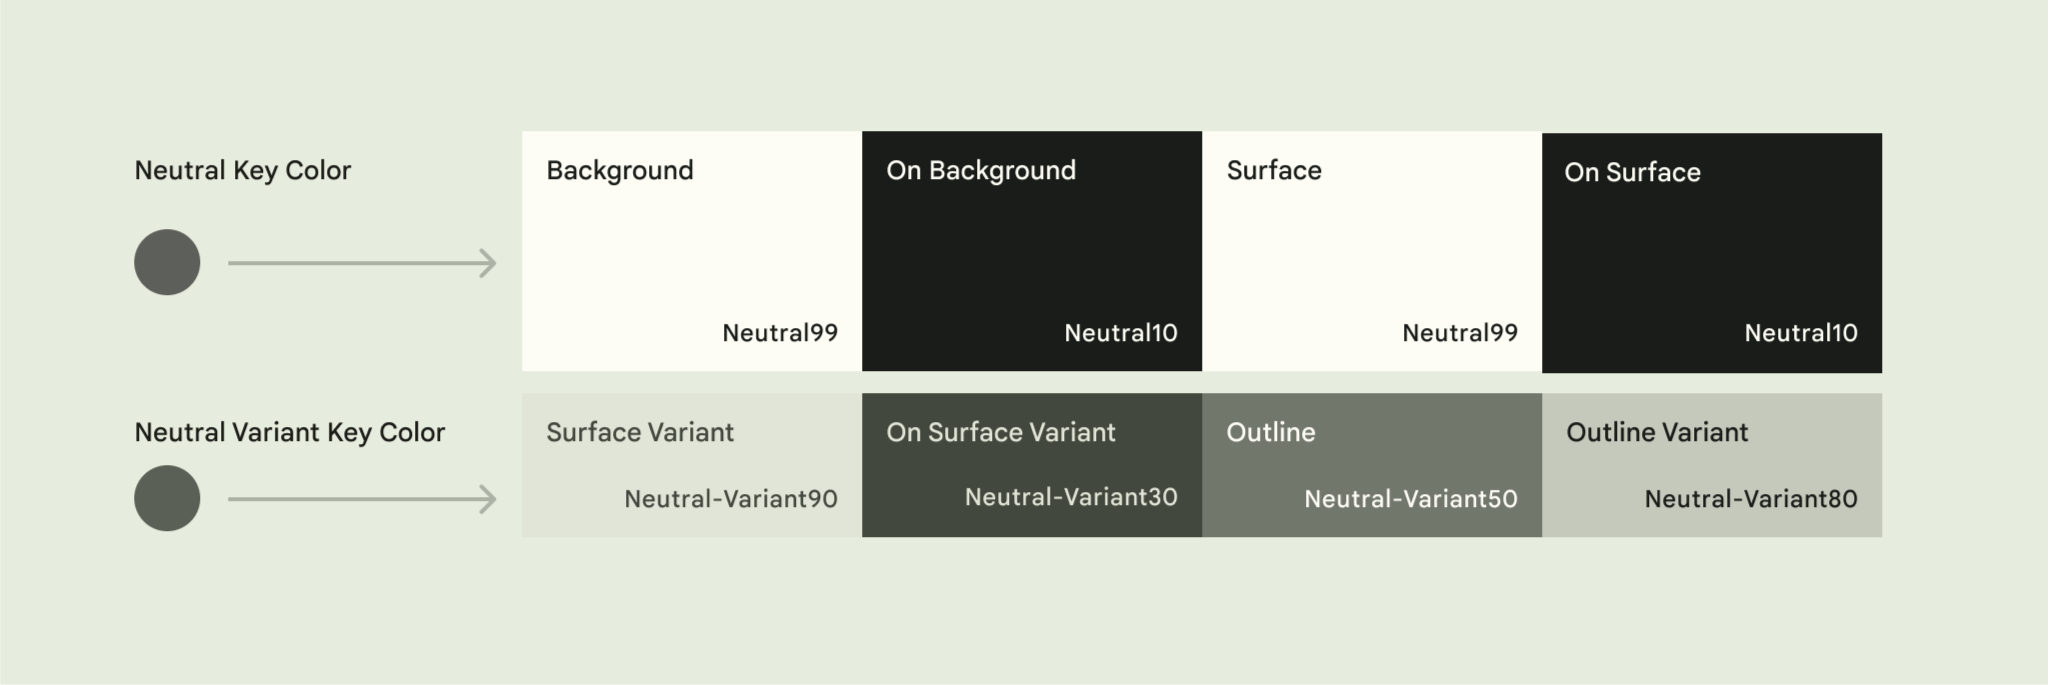 Neutral Key Color
Background
On Background
Surface
On Surface
Neutral99
Neutral10
Neutral99
Neutral10
Neutral Variant Key Color
Surface Variant
On Surface Variant
Outline
Outline Variant
Neutral-Variant90
Neutral-Variant30
Neutral-Variant50
Neutral-Variant80